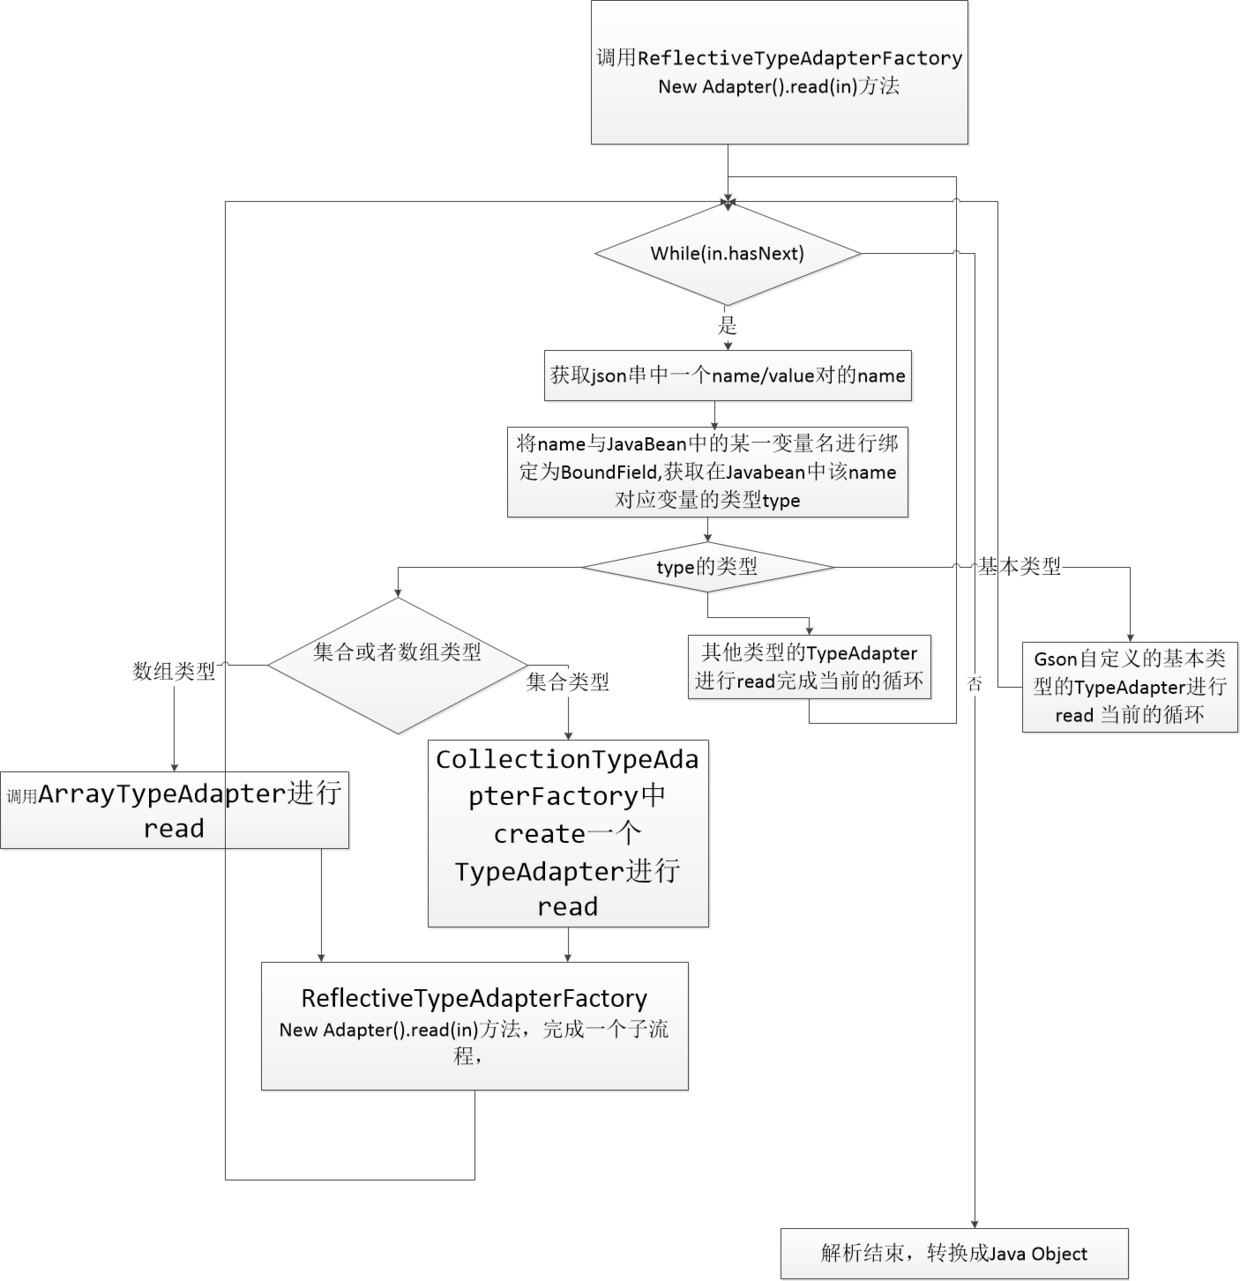 调用ReflectiveTypeAdapterFactory
New Adapter().read(in)方法
While(in.hasNext)
是
获取json串中一个name/value对的name
将name与JavaBean中的某一变量名进行绑
定为BoundField,获取在Javabean中该name
对应变量的类型type
type的类型
基本类型
集合或者数组类型
数组类型
集合类型
其他类型的TypeAdapter
进行read完成当前的循环
否
Gson自定义的基本类
型的TypeAdapter进行
read 当前的循环
调用ArrayTypeAdapter进行
read
CollectionTypeAda
pterFactory中
create一个
TypeAdapter进行
read
ReflectiveTypeAdapterFactory
New Adapter().read(in)方法，完成一个子流
程，
解析结束，转换成Java Object